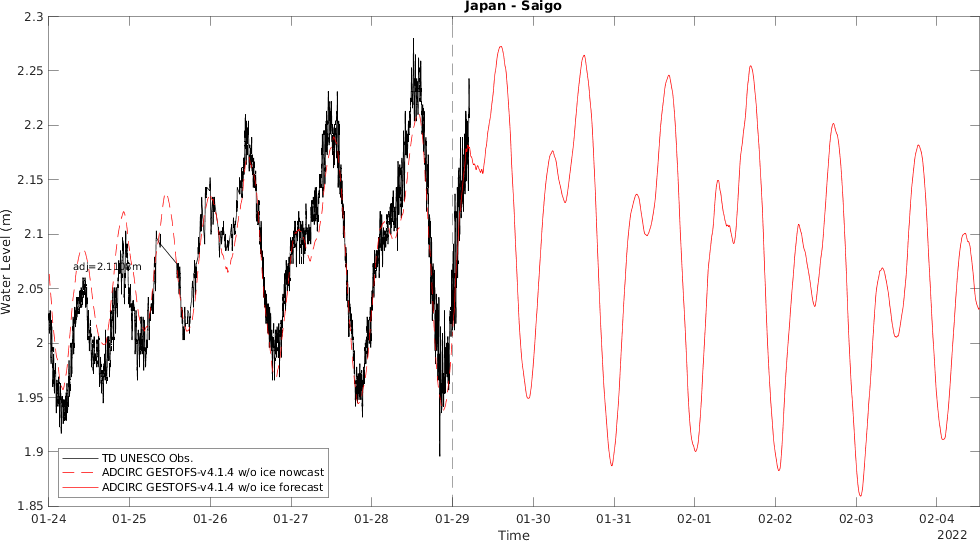 Japan - Saigo
2.3
2.25
2.2
2.15
2.1
2.05
2
1.95
1.9
1.85
Water Level (m)
TD UNESCO Obs.
ADCIRC GESTOFS-v4.1.4 w/o ice nowcast
ADCIRC GESTOFS-v4.1.4 w/o ice forecast
01-24 01-25 01-26 01-27 01-28 01-29 01-30 01-31 02-01 02-02 02-03 02-04
Time
2022